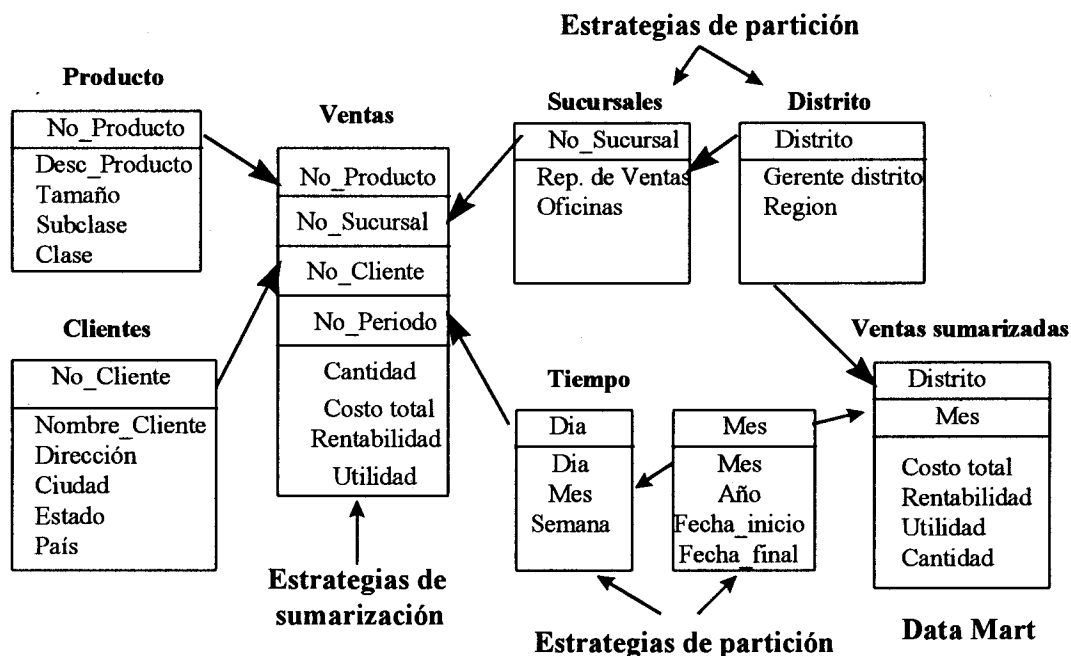 Estrategias de partición
Producto
No_Producto
Desc_Producto
Tamaño
Subclase
Clase
Ventas
No_Producto
No_Sucursal
No_Cliente
No_Periodo
Cantidad
Costo total
Rentabilidad
Utilidad
Sucursales
No_Sucursal
Rep. de Ventas
Oficinas
Distrito
Distrito
Gerente distrito
Region
Clientes
No_Cliente
Nombre_Cliente
Dirección
Ciudad
Estado
País
Tiempo
Dia
Dia
Mes
Semana
Mes
Mes
Año
Fecha_inicio
Fecha_final
Ventas sumarizadas
Distrito
Mes
Costo total
Rentabilidad
Utilidad
Cantidad
Estrategias de
sumarización
Estrategias de partición
Data Mart